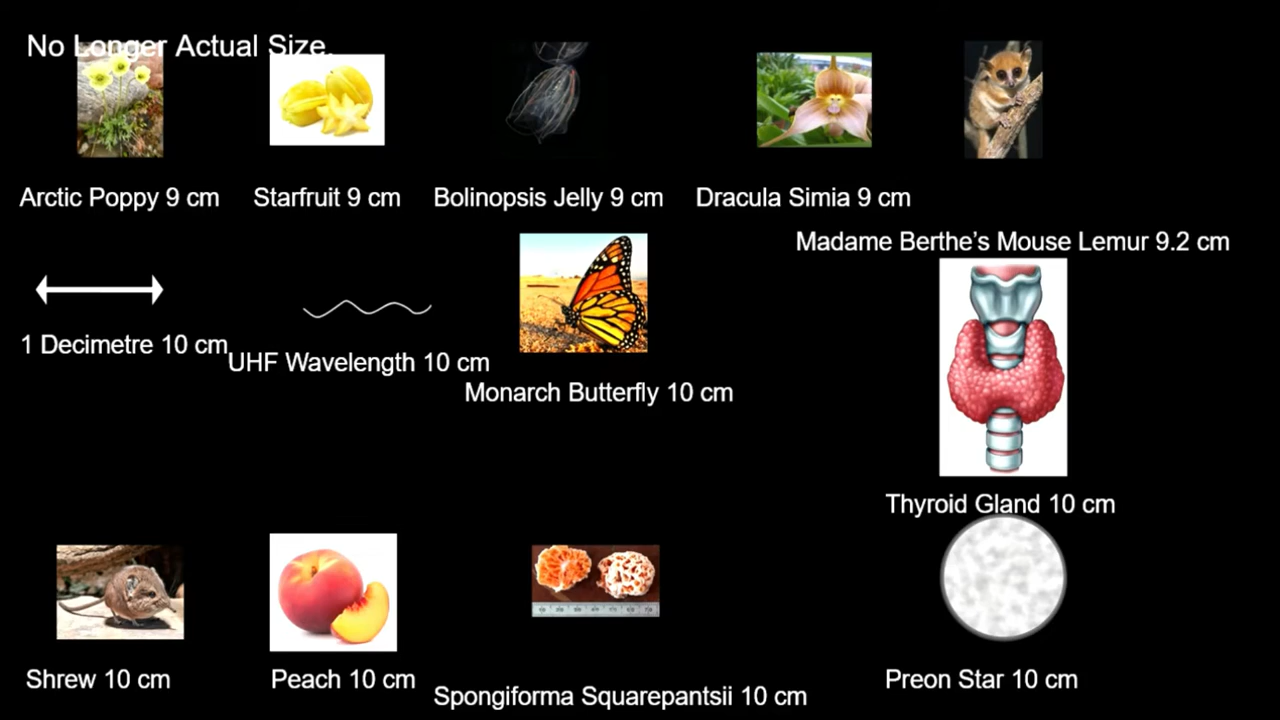 No Longer Actual Size.
Arctic Poppy 9 cm
Starfruit 9 cm
Bolinopsis Jelly 9 cm
Dracula Simia 9 cm
Madame Berthe’s Mouse Lemur 9.2 cm
1 Decimetre 10 cm
UHF Wavelength 10 cm
Monarch Butterfly 10 cm
Thyroid Gland 10 cm
Shrew 10 cm
Peach 10 cm
Spongiforma Squarepantsii 10 cm
Preon Star 10 cm